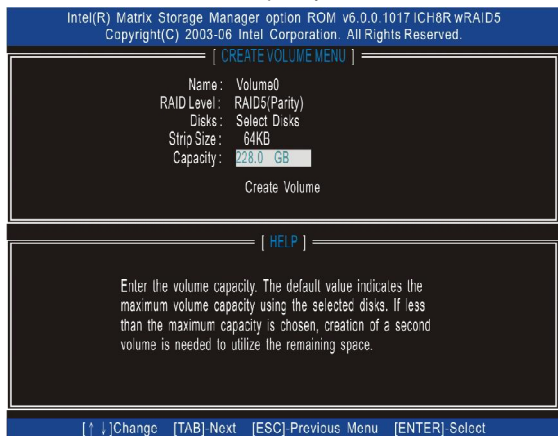 Intel(R) Matrix Storage Manager option ROM v6.0.0.1017 ICH8R wRAID5
Copyright(C) 2003-06 Intel Corporation. All Rights Reserved.
[ CREATE VOLUME MENU ]
Name : Volume0
RAID Level : RAID5(Parity)
Disks : Select Disks
Strip Size : 64KB
Capacity : 228.0 GB
Create Volume
[ HELP ]
Enter the volume capacity. The default value indicates the
maximum volume capacity using the selected disks. If less
than the maximum capacity is chosen, creation of a second
volume is needed to utilize the remaining space.
[↑↓]Change [TAB]-Next [ESC]-Previous Menu [ENTER]-Select